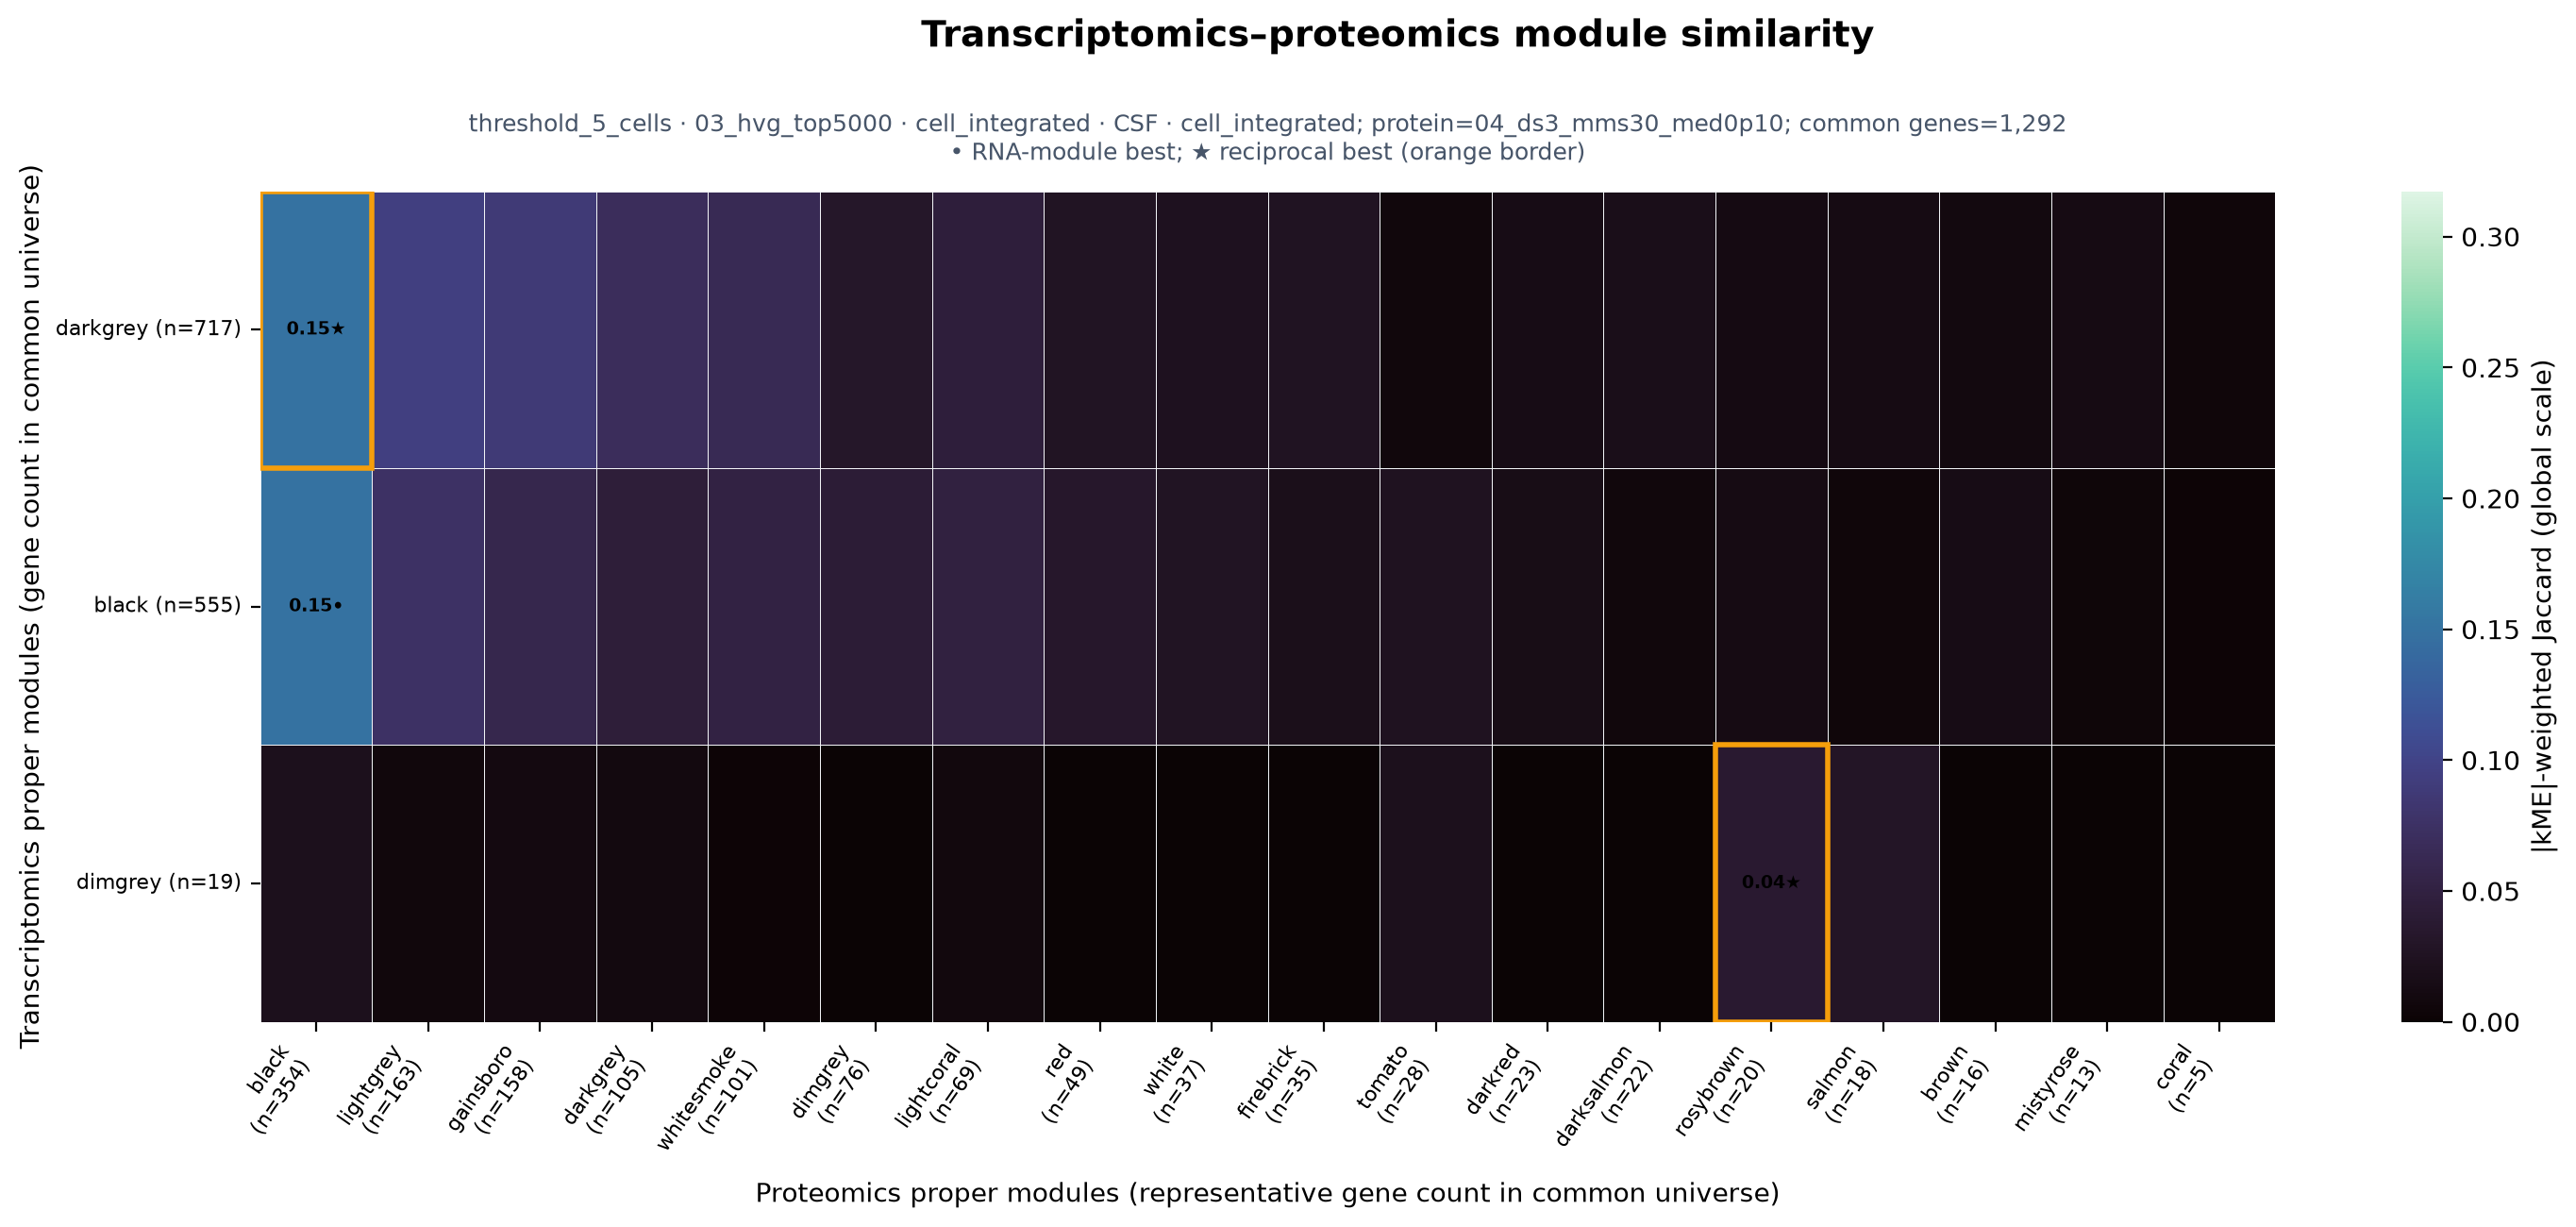 Transcriptomics–proteomics module similarity
threshold_5_cells · 03_hvg_top5000 · cell_integrated · CSF · cell_integrated; protein=04_ds3_mms30_med0p10; common genes=1,292
• RNA-module best; ★ reciprocal best (orange border)
Transcriptomics proper modules (gene count in common universe)
darkgrey (n=717)
black (n=555)
dimgrey (n=19)
0.15★
0.15•
0.04★
black
(n=354)
lightgrey
(n=163)
gainsboro
(n=158)
darkgrey
(n=105)
whitesmoke
(n=101)
dimgrey
(n=76)
lightcoral
(n=69)
red
(n=49)
white
(n=37)
firebrick
(n=35)
tomato
(n=28)
darkred
(n=23)
darksalmon
(n=22)
rosybrown
(n=20)
salmon
(n=18)
brown
(n=16)
mistyrose
(n=13)
coral
(n=5)
Proteomics proper modules (representative gene count in common universe)
0.30
0.25
0.20
0.15
0.10
0.05
0.00
|kME|-weighted Jaccard (global scale)